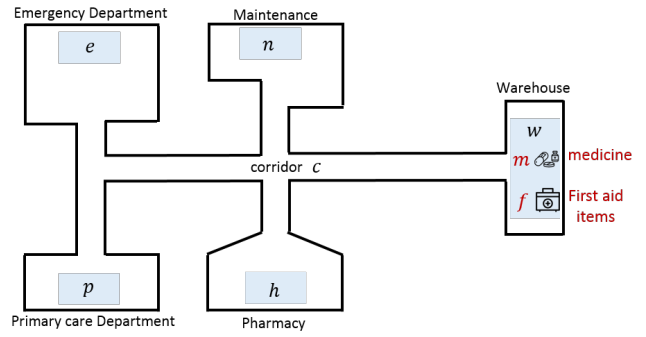 Emergency Department
Maintenance
e
n
Warehouse
w
m medicine
corridor c
f First aid
items
p
h
Primary care Department
Pharmacy